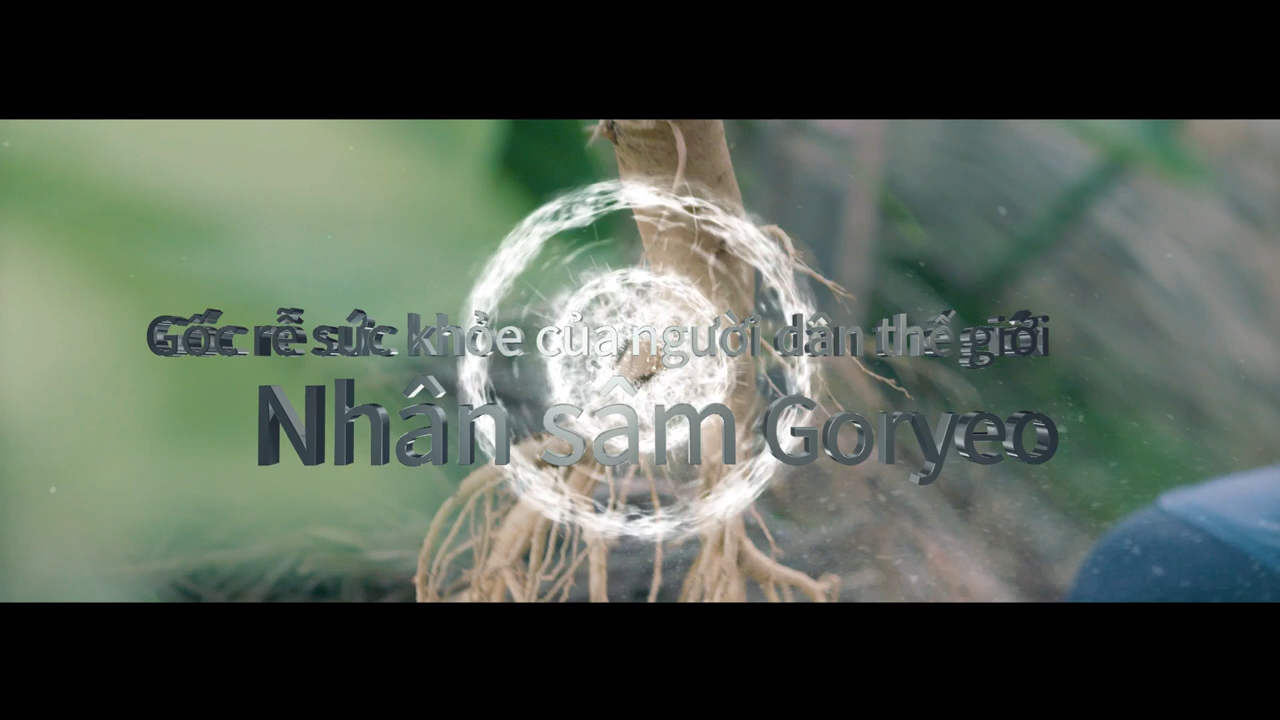 Gốc rễ sức khỏe của người dân thế giới
Nhân sâm Goryeo